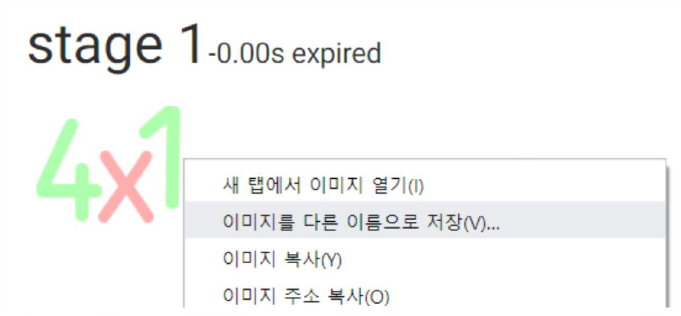 stage 1-0.00s expired
4x1
새 탭에서 이미지 열기(I)
이미지를 다른 이름으로 저장(V)...
이미지 복사(Y)
이미지 주소 복사(O)